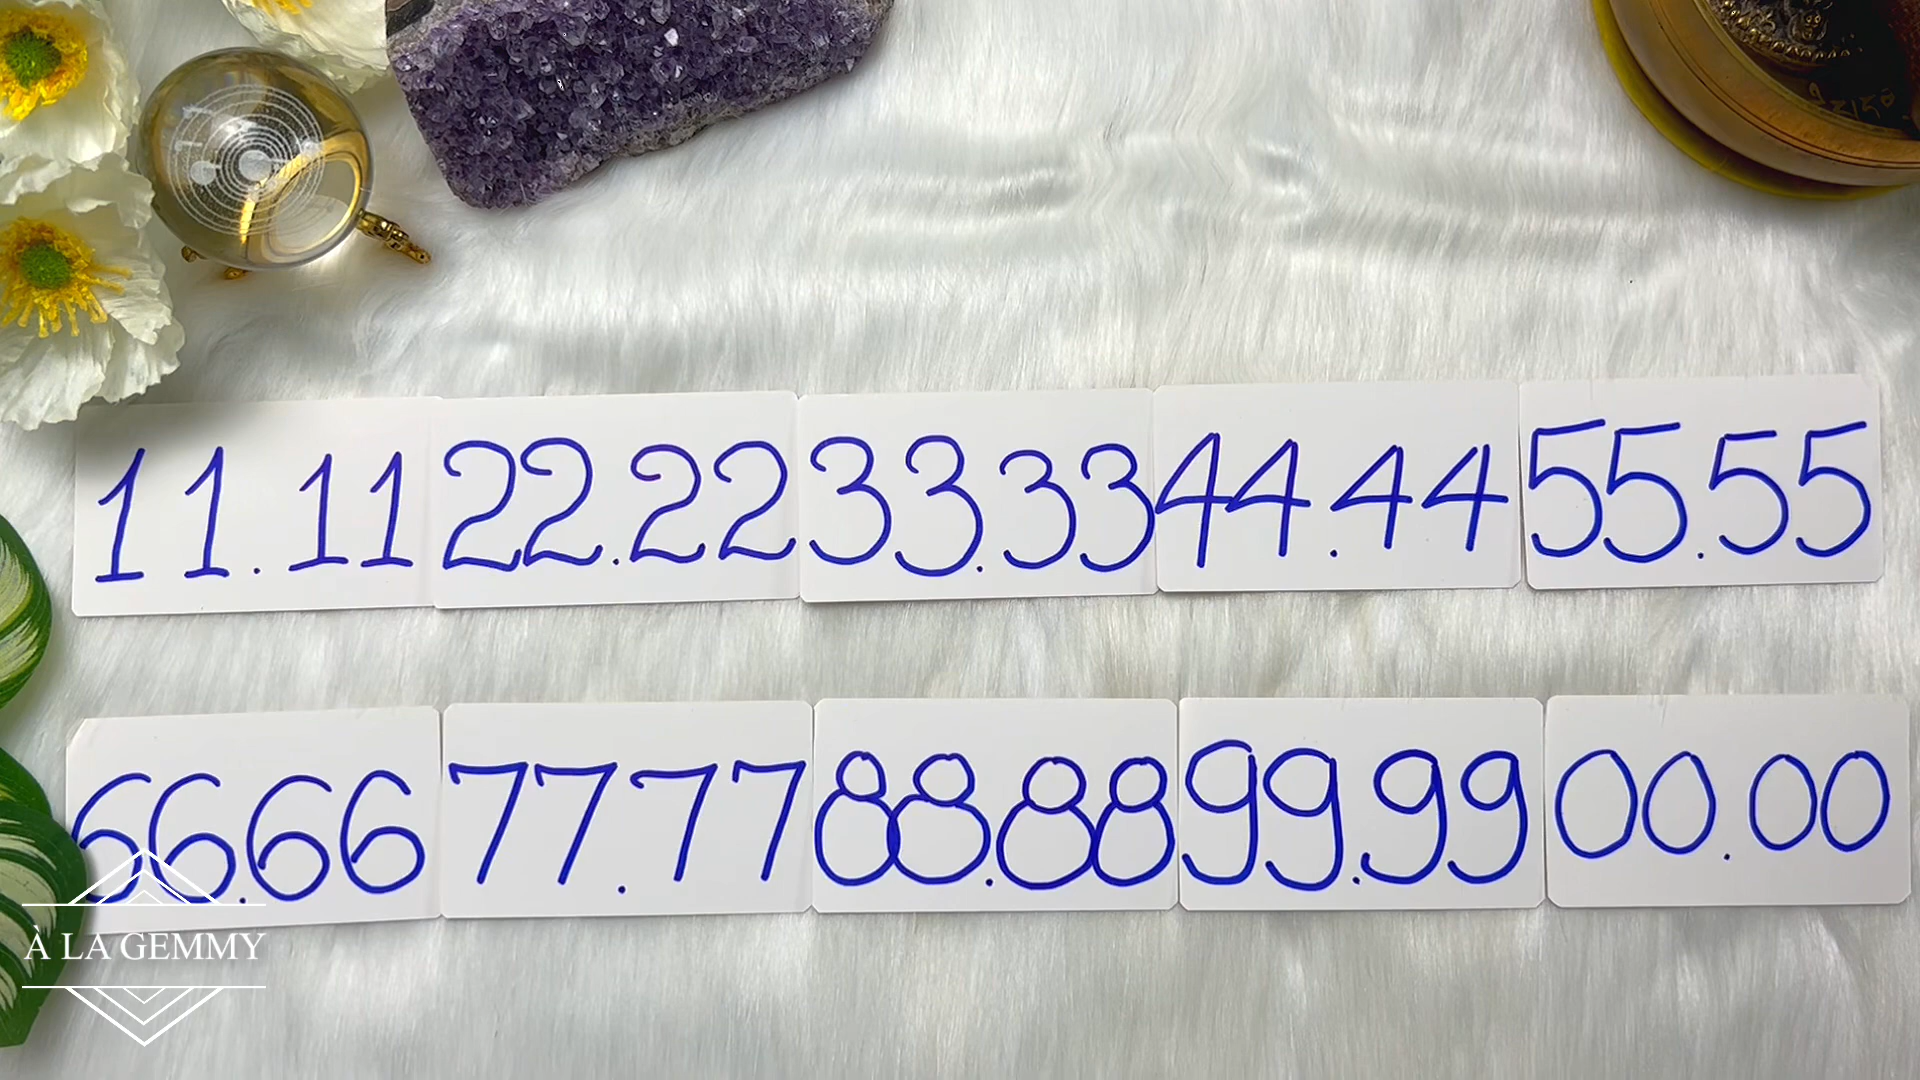 11.11 22.22 33.33 44.44 55.55
66.66 77.77 88.88 99.99 00.00
À LA GEMMY